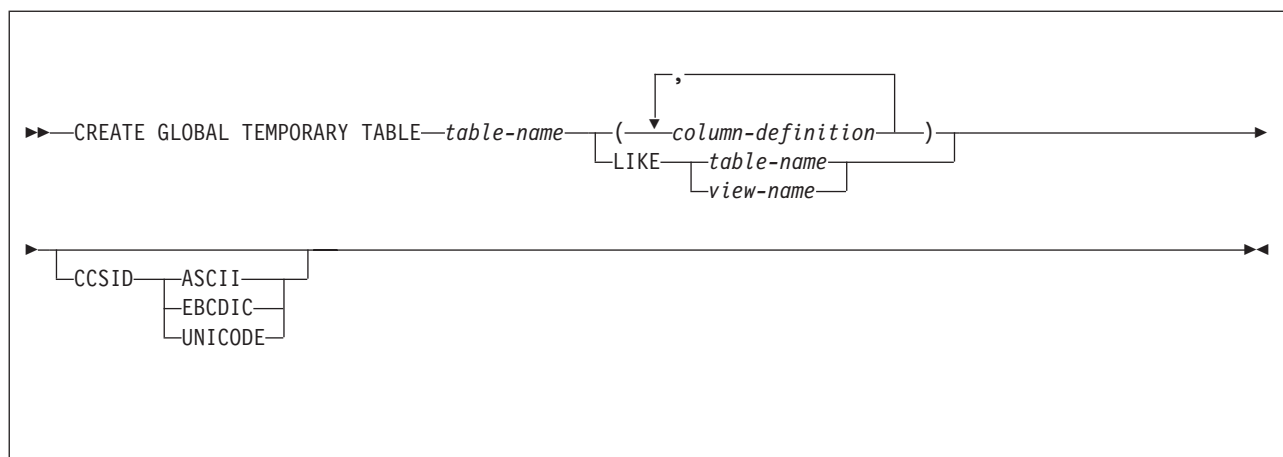 ,
CREATE GLOBAL TEMPORARY TABLE table-name ( column-definition )
LIKE table-name
view-name
CCSID ASCII
EBCDIC
UNICODE